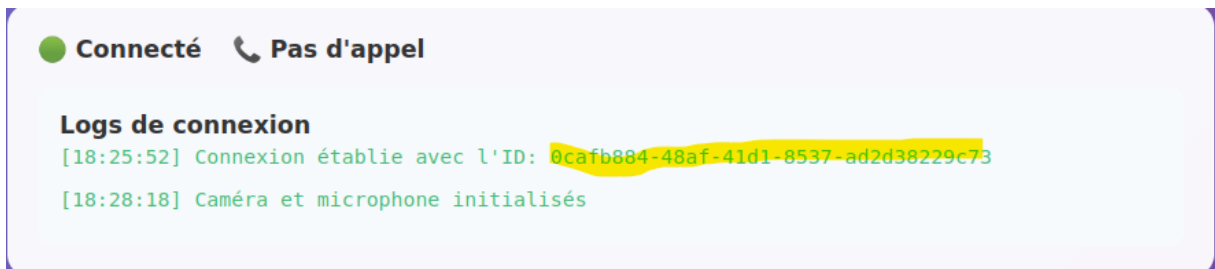 Connecté Pas d'appel
Logs de connexion
[18:25:52] Connexion établie avec l'ID: 0cafb884-48af-41d1-8537-ad2d38229c73
[18:28:18] Caméra et microphone initialisés